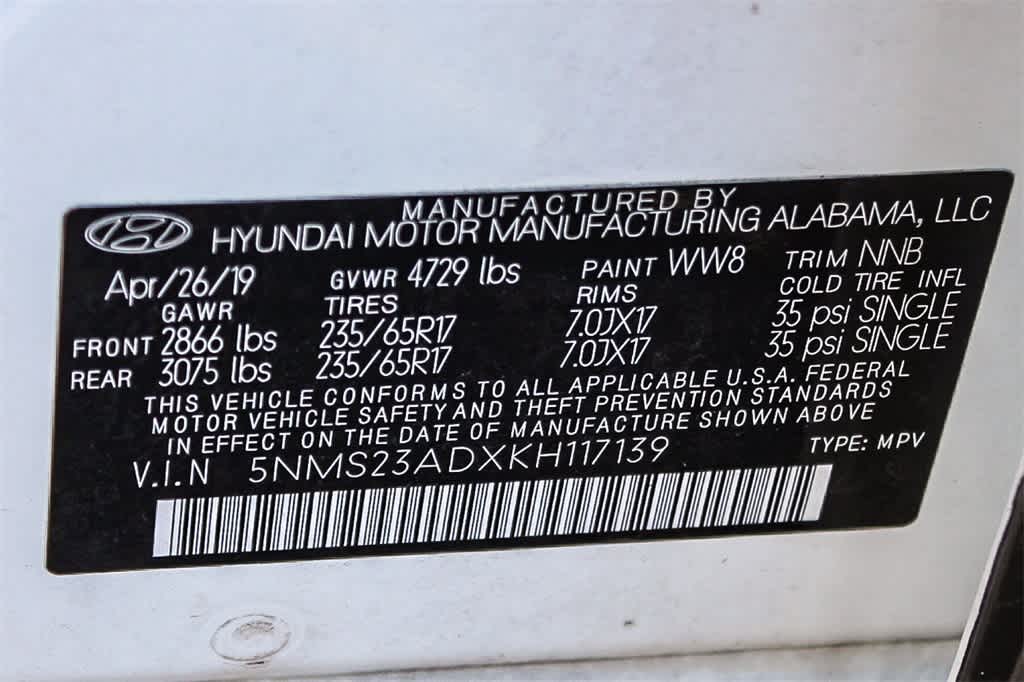 MANUFACTURED BY
HYUNDAI MOTOR MANUFACTURING ALABAMA, LLC
Apr/26/19 GVWR 4729 lbs PAINT WW8 TRIM NNB
GAWR TIRES RIMS COLD TIRE INFL
FRONT 2866 lbs 235/65R17 7.0JX17 35 psi SINGLE
REAR 3075 lbs 235/65R17 7.0JX17 35 psi SINGLE
THIS VEHICLE CONFORMS TO ALL APPLICABLE U.S.A. FEDERAL
MOTOR VEHICLE SAFETY AND THEFT PREVENTION STANDARDS
IN EFFECT ON THE DATE OF MANUFACTURE SHOWN ABOVE
V.I.N 5NMS23ADXKH117139 TYPE: MPV